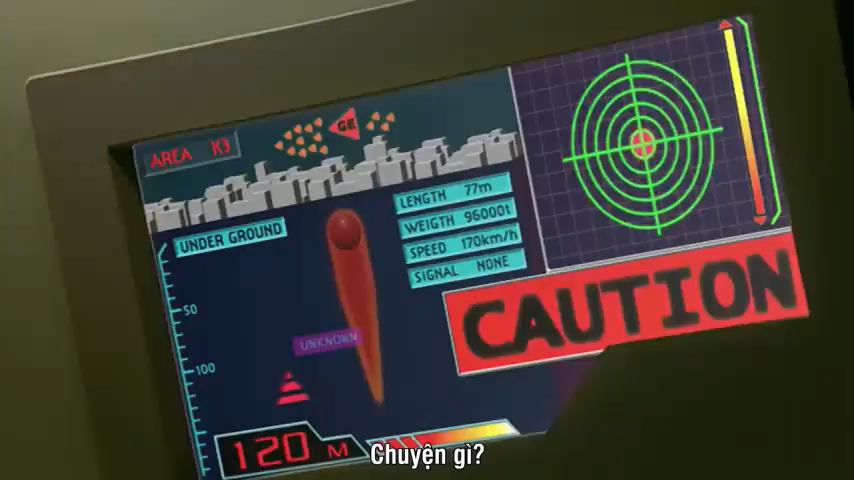 AREA K3
GE
UNDER GROUND
LENGTH 77m
WEIGTH 96000t
SPEED 170km/h
SIGNAL NONE
CAUTION
50
UNKNOWN
100
120 M
Chuyện gì?